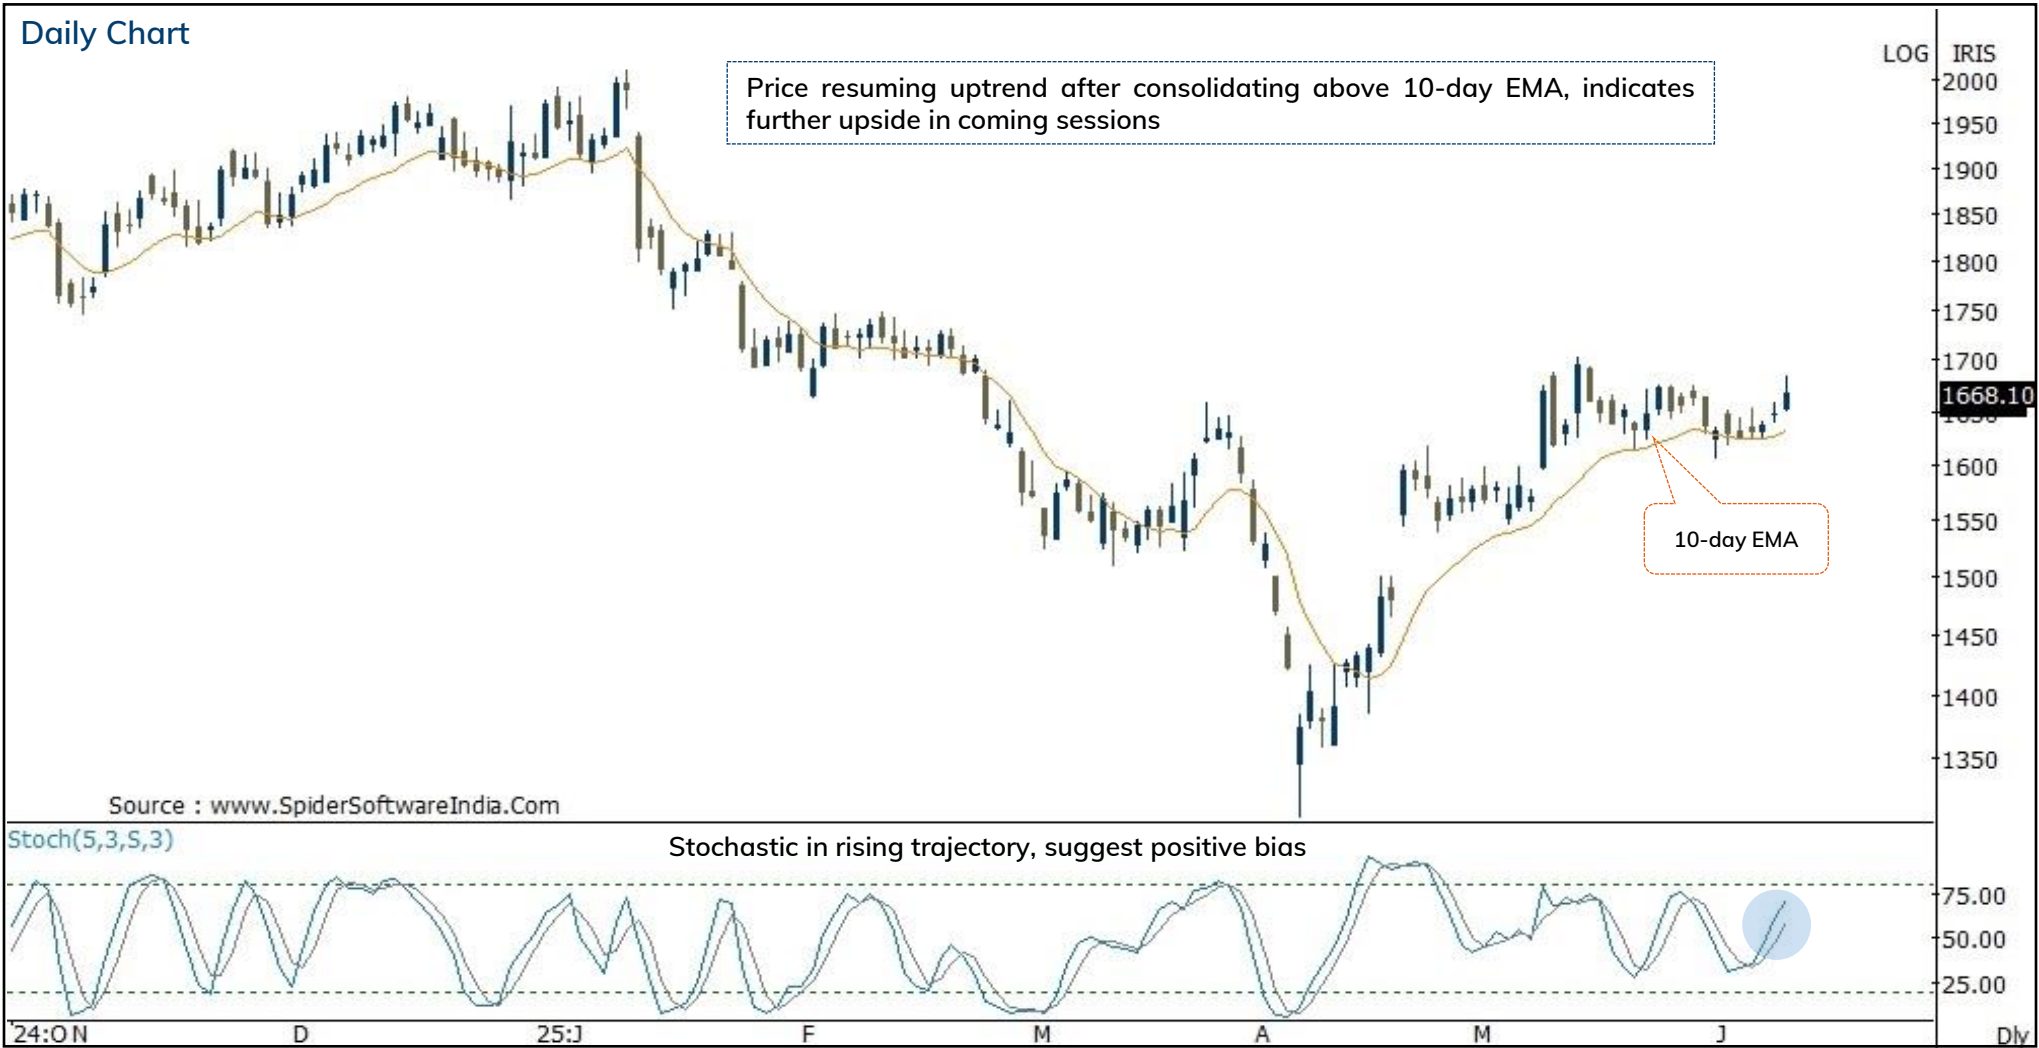 Daily Chart
LOG IRIS
Price resuming uptrend after consolidating above 10-day EMA, indicates
further upside in coming sessions
2000
1950
1900
1850
1800
1750
1700
1668.10
1600
1550
1500
1450
1400
1350
10-day EMA
Source : www.SpiderSoftwareIndia.Com
Stoch(5,3,S,3)
Stochastic in rising trajectory, suggest positive bias
75.00
50.00
25.00
24:O N D 25:J F M A M J Dly